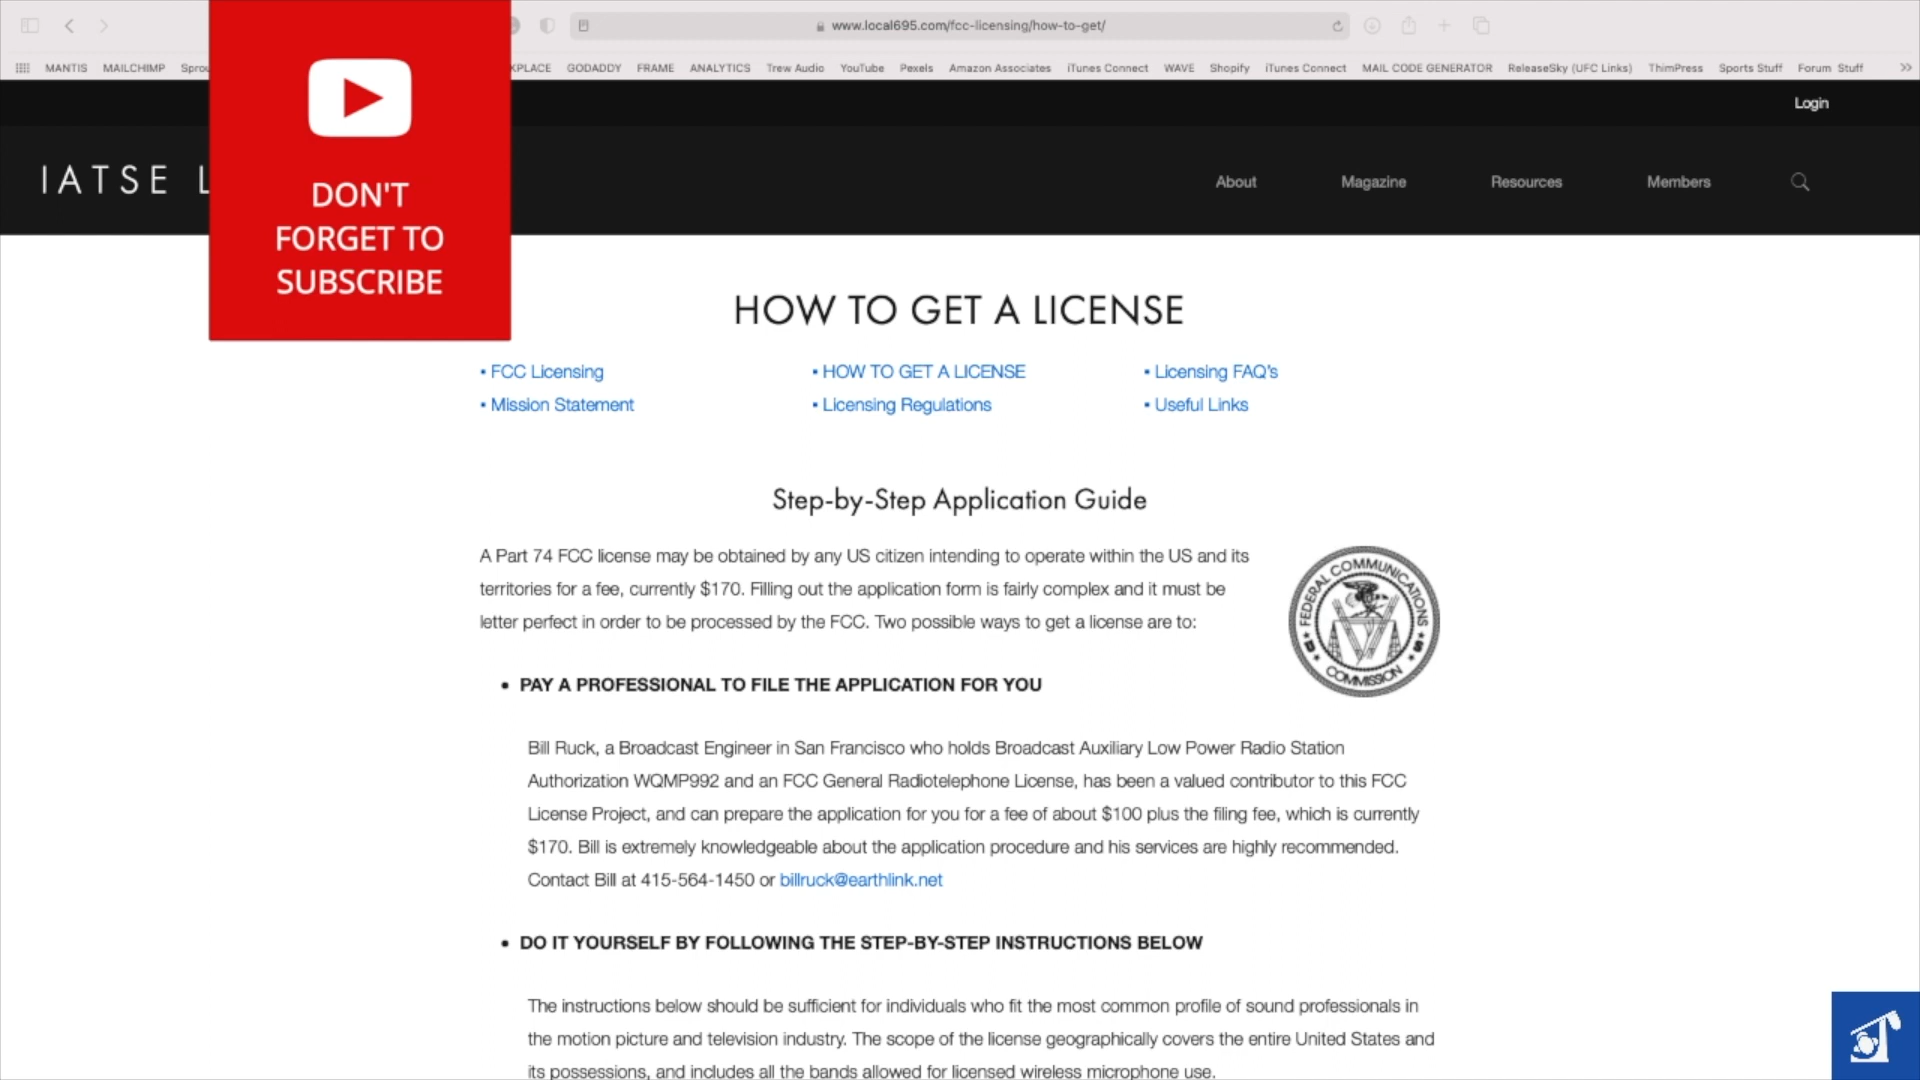 www.local695.com/fcc-licensing/how-to-get/
MANTIS MAILCHIMP GODADDY FRAME ANALYTICS Trew Audio YouTube Pexels Amazon Associates iTunes Connect WAVE Shopify iTunes Connect MAIL CODE GENERATOR ReleaseSky (UFC Links) ThimPress Sports Stuff Forum Stuff
Login
IATSE L
About Magazine Resources Members
DON'T
FORGET TO
SUBSCRIBE
HOW TO GET A LICENSE
• FCC Licensing • HOW TO GET A LICENSE • Licensing FAQ's
• Mission Statement • Licensing Regulations • Useful Links
Step-by-Step Application Guide
A Part 74 FCC license may be obtained by any US citizen intending to operate within the US and its
territories for a fee, currently $170. Filling out the application form is fairly complex and it must be
letter perfect in order to be processed by the FCC. Two possible ways to get a license are to:
FEDERAL COMMUNICATIONS
COMMISSION
• PAY A PROFESSIONAL TO FILE THE APPLICATION FOR YOU
Bill Ruck, a Broadcast Engineer in San Francisco who holds Broadcast Auxiliary Low Power Radio Station
Authorization WQMP992 and an FCC General Radiotelephone License, has been a valued contributor to this FCC
License Project, and can prepare the application for you for a fee of about $100 plus the filing fee, which is currently
$170. Bill is extremely knowledgeable about the application procedure and his services are highly recommended.
Contact Bill at 415-564-1450 or billruck@earthlink.net
• DO IT YOURSELF BY FOLLOWING THE STEP-BY-STEP INSTRUCTIONS BELOW
The instructions below should be sufficient for individuals who fit the most common profile of sound professionals in
the motion picture and television industry. The scope of the license geographically covers the entire United States and
its possessions, and includes all the bands allowed for licensed wireless microphone use.